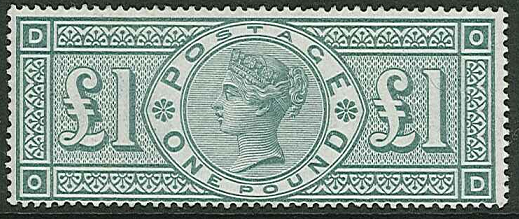 D O
POSTAGE
£1 £1
ONE POUND
O D